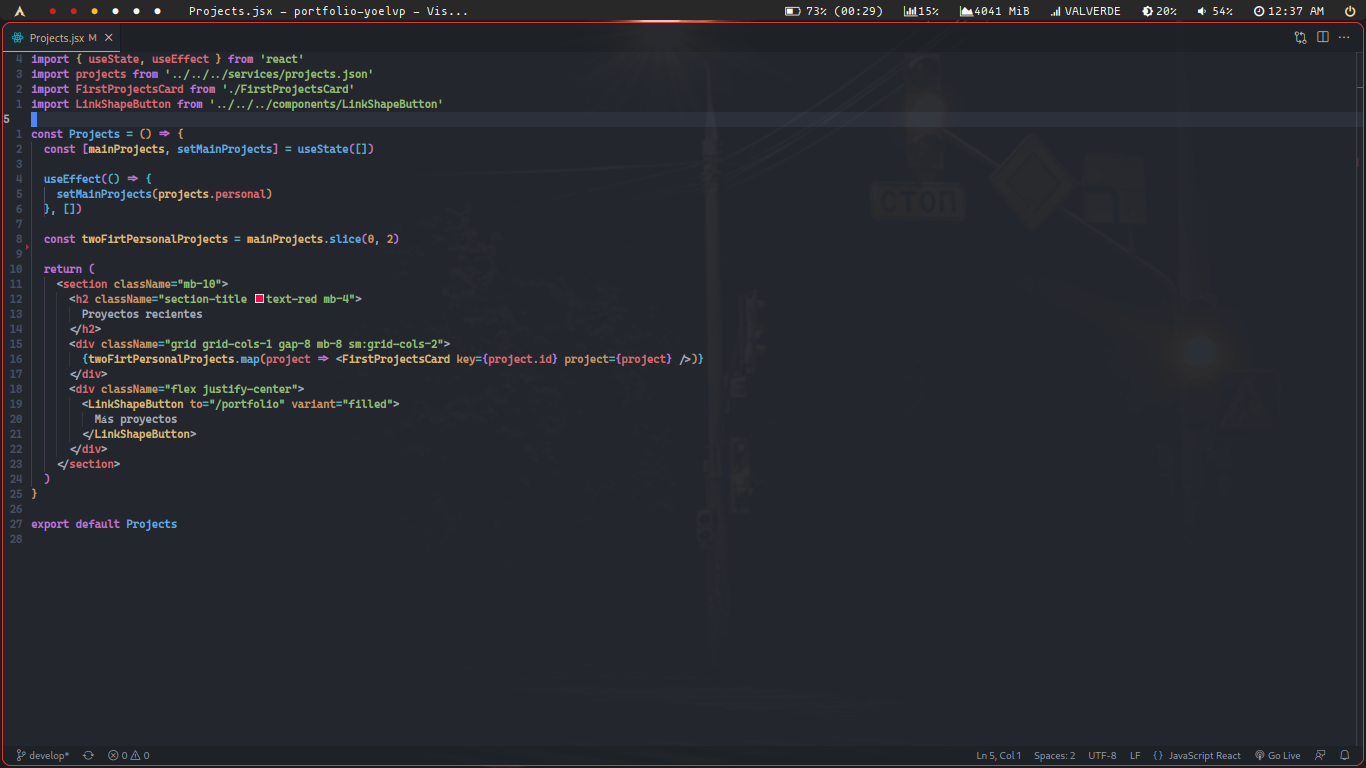 Projects.jsx - portfolio-yoelvp - Vis...
73% (00:29) 15% 4041 MiB VALVERDE 20% 54% 12:37 AM
Projects.jsx M
4 import { useState, useEffect } from 'react'
3 import projects from '../../../services/projects.json'
2 import FirstProjectsCard from './FirstProjectsCard'
1 import LinkShapeButton from '../../../components/LinkShapeButton'
5
1 const Projects = () => {
2 const [mainProjects, setMainProjects] = useState([])
3
4 useEffect(() => {
5 setMainProjects(projects.personal)
6 }, [])
7
8 const twoFirtPersonalProjects = mainProjects.slice(0, 2)
9
10 return (
11 <section className="mb-10">
12 <h2 className="section-title text-red mb-4">
13 Proyectos recientes
14 </h2>
15 <div className="grid grid-cols-1 gap-8 mb-8 sm:grid-cols-2">
16 {twoFirtPersonalProjects.map(project => <FirstProjectsCard key={project.id} project={project} />)}
17 </div>
18 <div className="flex justify-center">
19 <LinkShapeButton to="/portfolio" variant="filled">
20 Más proyectos
21 </LinkShapeButton>
22 </div>
23 </section>
24 )
25 }
26
27 export default Projects
28
СТОП
develop* 0 0 Ln 5, Col 1 Spaces: 2 UTF-8 LF {} JavaScript React Go Live